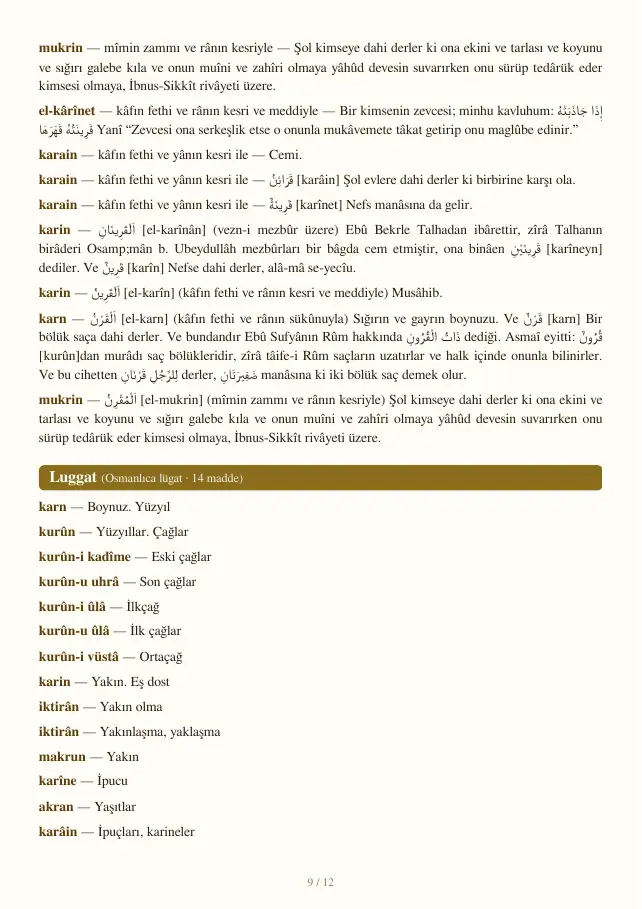 mukrin — mîmin zammı ve rânın kesriyle — Şol kimseye dahi derler ki ona ekini ve tarlası ve koyunu
ve sığırı galebe kıla ve onun muîni ve zahîri olmaya yâhûd devesin suvarırken onu sürüp tedârük eder
kimsesi olmaya, İbnus-Sikkît rivâyeti üzere.
el-kârînet — kâfın fethi ve rânın kesri ve meddiyle — Bir kimsenin zevcesi; minhu kavluhum: إِذَا جَاذَبَتْهُ
قَرِينَتُهُ قَهَرَهَا Yanî “Zevcesi ona serkeşlik etse o onunla mukâvemete tâkat getirip onu maglûbe edinir.”
karain — kâfın fethi ve yânın kesri ile — Cemi.
karain — kâfın fethi ve yânın kesri ile — قَرَائِنُ [karâin] Şol evlere dahi derler ki birbirine karşı ola.
karain — kâfın fethi ve yânın kesri ile — قَرِينَةٌ [karînet] Nefs manâsına da gelir.
karin — اَلْقَرِينَانِ [el-karînân] (vezn-i mezbûr üzere) Ebû Bekrle Talhadan ibârettir, zîrâ Talhanın
birâderi Osamp;mân b. Ubeydullâh mezbûrları bir bâgda cem etmiştir, ona binâen قَرِينَيْنِ [karîneyn]
dediler. Ve قَرِينٌ [karîn] Nefse dahi derler, alâ-mâ se-yecîu.
karin — اَلْقَرِينُ [el-karîn] (kâfın fethi ve rânın kesri ve meddiyle) Musâhib.
karn — اَلْقَرْنُ [el-karn] (kâfın fethi ve rânın sükûnuyla) Sığırın ve gayrın boynuzu. Ve قَرْنٌ [karn] Bir
bölük saça dahi derler. Ve bundandır Ebû Sufyânın Rûm hakkında ذَاتُ الْقُرُونِ dediği. Asmaî eyitti: قُرُونٌ
[kurûn]dan murâdı saç bölükleridir, zîrâ tâife-i Rûm saçların uzatırlar ve halk içinde onunla bilinirler.
Ve bu cihetten لِلرَّجُلِ قَرْنَانِ derler, ضَفِيرَتَانِ manâsına ki iki bölük saç demek olur.
mukrin — اَلْمُقْرِنُ [el-mukrin] (mîmin zammı ve rânın kesriyle) Şol kimseye dahi derler ki ona ekini ve
tarlası ve koyunu ve sığırı galebe kıla ve onun muîni ve zahîri olmaya yâhûd devesin suvarırken onu
sürüp tedârük eder kimsesi olmaya, İbnus-Sikkît rivâyeti üzere.
Luggat (Osmanlıca lügat · 14 madde)
karn — Boynuz. Yüzyıl
kurûn — Yüzyıllar. Çağlar
kurûn-i kadîme — Eski çağlar
kurûn-u uhrâ — Son çağlar
kurûn-i ûlâ — İlkçağ
kurûn-u ûlâ — İlk çağlar
kurûn-i vüstâ — Ortaçağ
karin — Yakın. Eş dost
iktirân — Yakın olma
iktirân — Yakınlaşma, yaklaşma
makrun — Yakın
karîne — İpucu
akran — Yaşıtlar
karâin — İpuçları, karineler
9 / 12